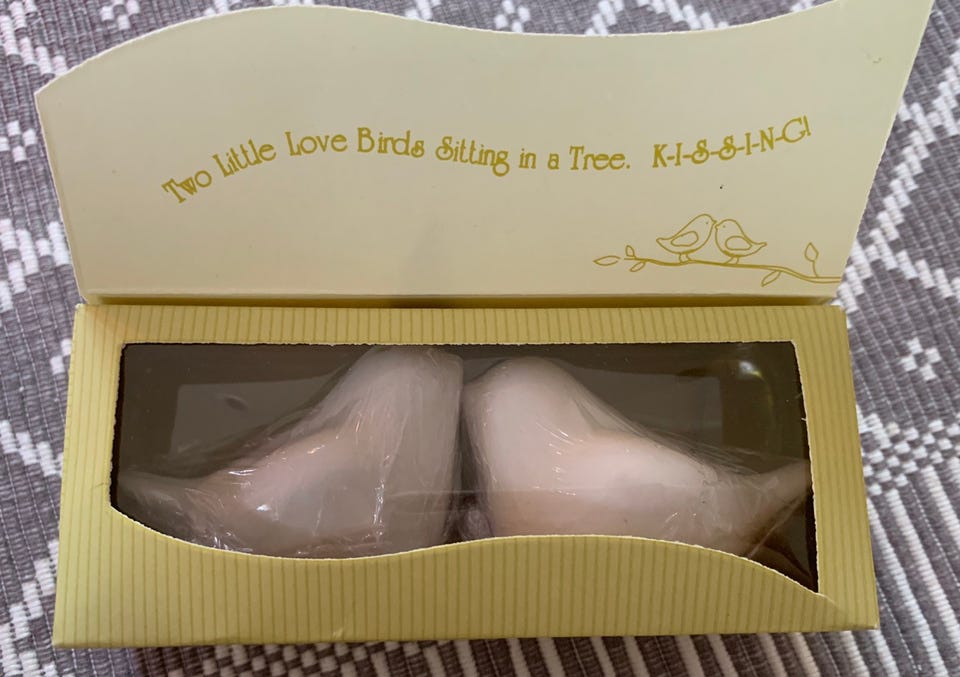 Two Little Love Birds Sitting in a Tree. K-I-S-S-I-N-G!